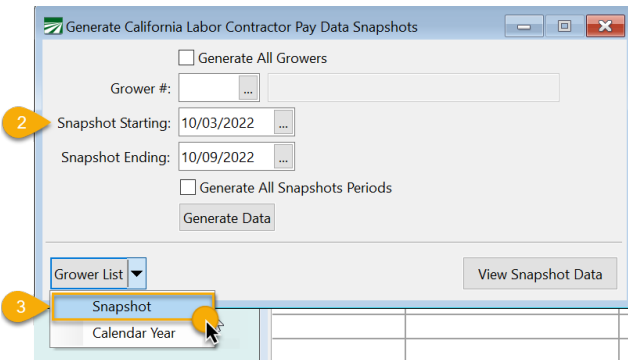 Generate California Labor Contractor Pay Data Snapshots
Generate All Growers
Grower #: ...
2 Snapshot Starting: 10/03/2022 ...
Snapshot Ending: 10/09/2022 ...
Generate All Snapshots Periods
Generate Data
Grower List View Snapshot Data
3 Snapshot
Calendar Year